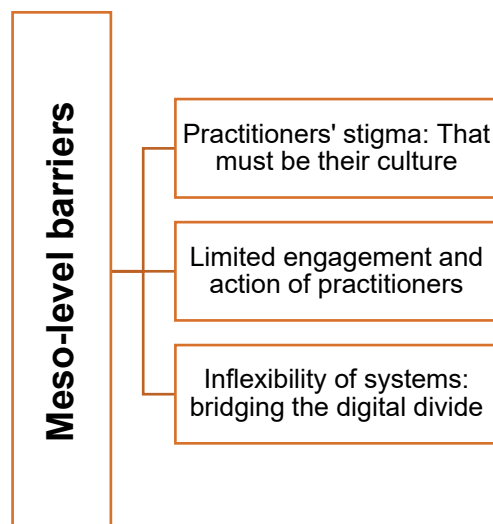 Meso-level barriers
Practitioners' stigma: That
must be their culture
Limited engagement and
action of practitioners
Inflexibility of systems:
bridging the digital divide